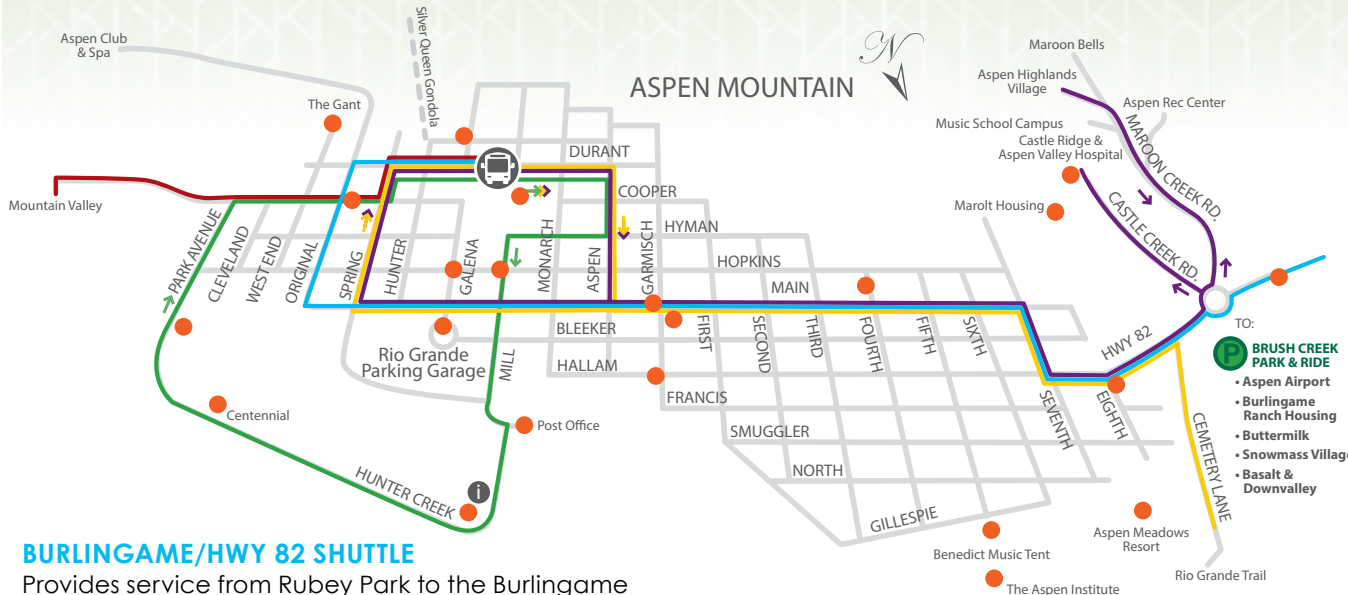 Aspen Club
& Spa
Silver Queen Gondola
The Gant
ASPEN MOUNTAIN
N
Maroon Bells
Aspen Highlands
Village
Aspen Rec Center
Music School Campus
Castle Ridge &
Aspen Valley Hospital
MAROON CREEK RD.
CASTLE CREEK RD.
Marolt Housing
Mountain Valley
DURANT
COOPER
HYMAN
HOPKINS
MAIN
BLEEKER
HALLAM
FRANCIS
SMUGGLER
NORTH
GILLESPIE
PARK AVENUE
CLEVELAND
WEST END
ORIGINAL
SPRING
HUNTER
GALENA
MILL
MONARCH
ASPEN
GARMISCH
FIRST
SECOND
THIRD
FOURTH
FIFTH
SIXTH
SEVENTH
EIGHTH
HWY 82
CEMETERY LANE
TO:
P
BRUSH CREEK
PARK & RIDE
• Aspen Airport
• Burlingame
Ranch Housing
• Buttermilk
• Snowmass Village
• Basalt &
Downvalley
Rio Grande
Parking Garage
Centennial
Post Office
HUNTER CREEK
i
Benedict Music Tent
The Aspen Institute
Aspen Meadows
Resort
Rio Grande Trail
BURLINGAME/HWY 82 SHUTTLE
Provides service from Rubey Park to the Burlingame